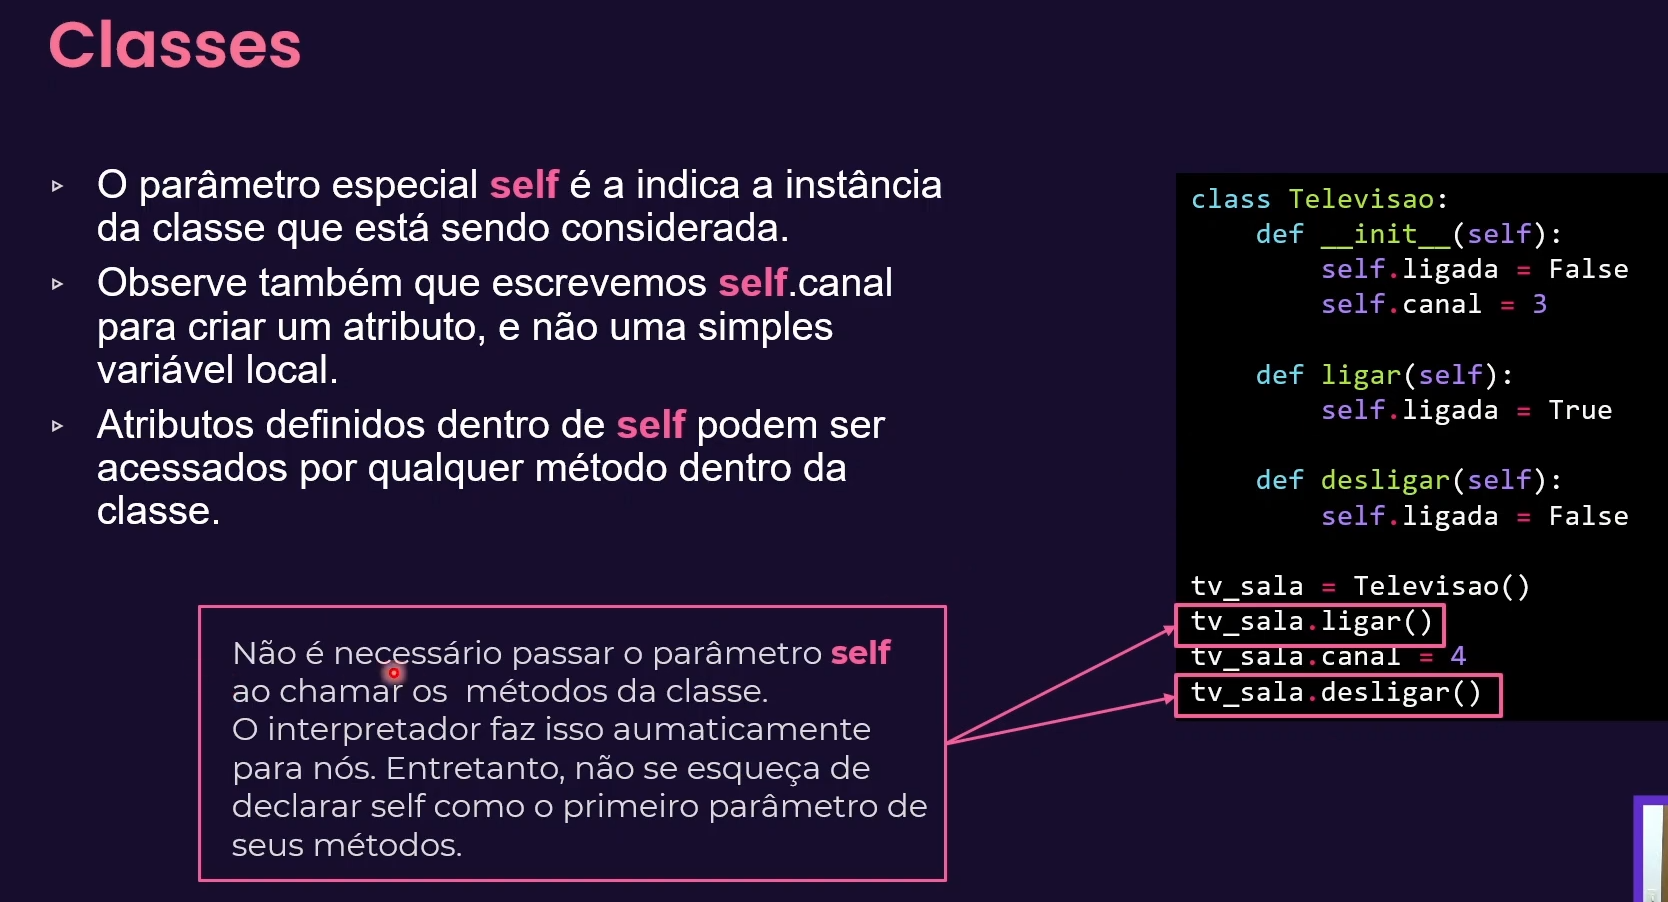 Classes
O parâmetro especial self é a indica a instância
da classe que está sendo considerada.
Observe também que escrevemos self.canal
para criar um atributo, e não uma simples
variável local.
Atributos definidos dentro de self podem ser
acessados por qualquer método dentro da
classe.
Não é necessário passar o parâmetro self
ao chamar os métodos da classe.
O interpretador faz isso aumaticamente
para nós. Entretanto, não se esqueça de
declarar self como o primeiro parâmetro de
seus métodos.
class Televisao:
    def __init__(self):
        self.ligada = False
        self.canal = 3
    def ligar(self):
        self.ligada = True
    def desligar(self):
        self.ligada = False
tv_sala = Televisao()
tv_sala.ligar()
tv_sala.canal = 4
tv_sala.desligar()